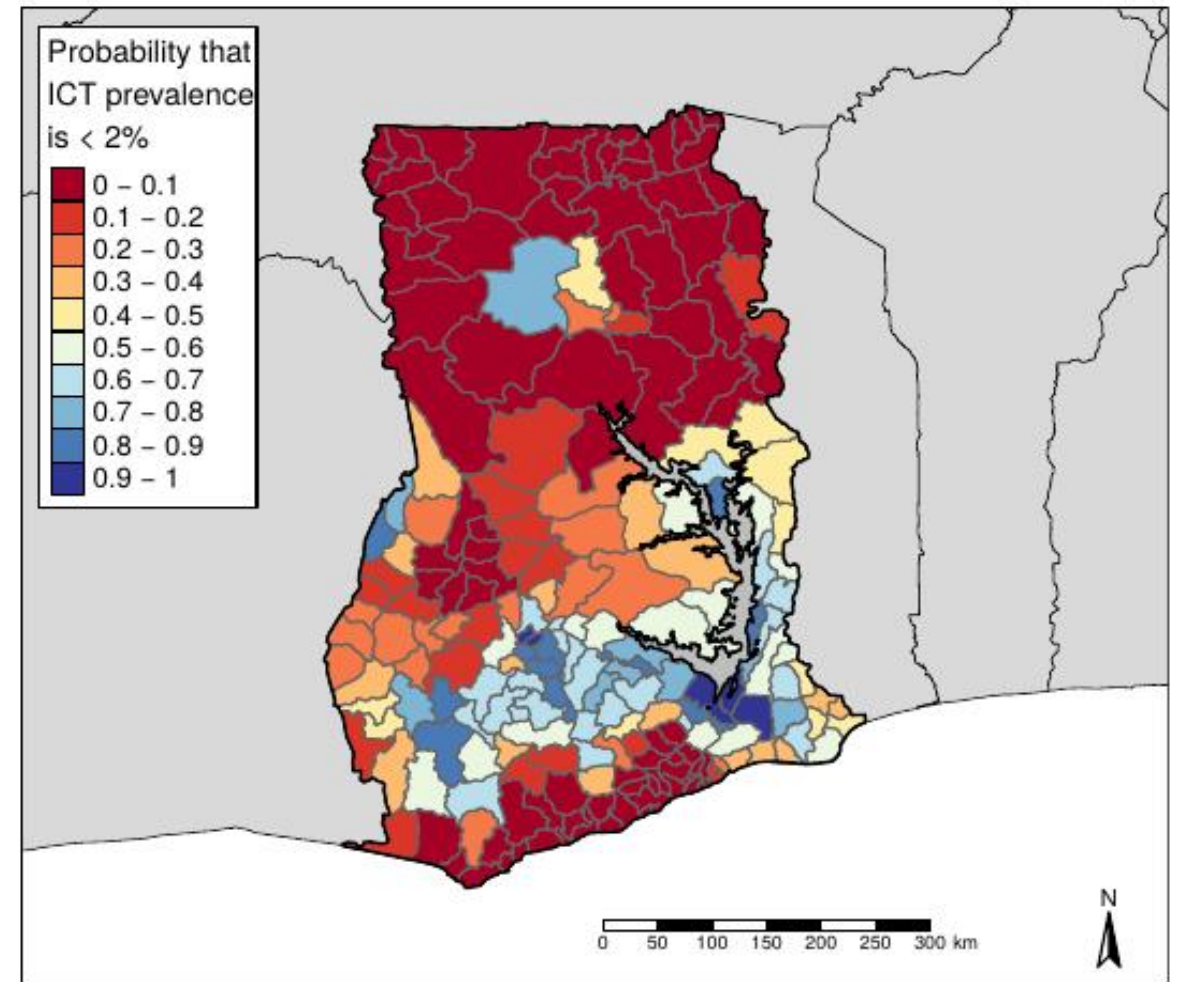 Probability that
ICT prevalence
is < 2%
0 − 0.1
0.1 − 0.2
0.2 − 0.3
0.3 − 0.4
0.4 − 0.5
0.5 − 0.6
0.6 − 0.7
0.7 − 0.8
0.8 − 0.9
0.9 − 1
N
0 50 100 150 200 250 300 km